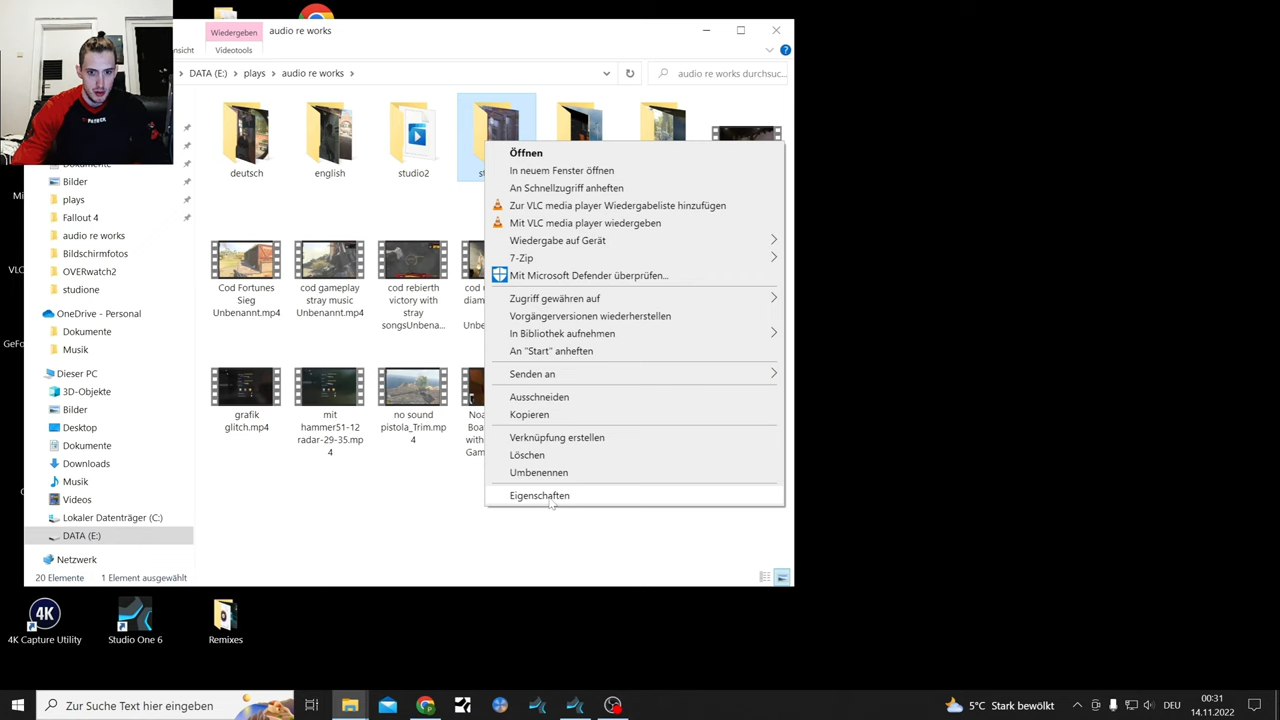 Wiedergeben
audio re works
ansicht
Videotools
DATA (E:)
plays
audio re works
audio re works durchsuc...
Dokumente
Bilder
plays
Fallout 4
audio re works
Bildschirmfotos
OVERwatch2
studione
OneDrive - Personal
Dokumente
Musik
Dieser PC
3D-Objekte
Bilder
Desktop
Dokumente
Downloads
Musik
Videos
Lokaler Datenträger (C:)
DATA (E:)
Netzwerk
deutsch
english
studio2
Cod Fortunes
Sieg
Unbenannt.mp4
cod gameplay
stray music
Unbenannt.mp4
cod rebierth
victory with
stray
songsUnbena...
grafik
glitch.mp4
mit
hammer51-12
radar-29-35.mp
4
no sound
pistola_Trim.mp
4
Öffnen
In neuem Fenster öffnen
An Schnellzugriff anheften
Zur VLC media player Wiedergabeliste hinzufügen
Mit VLC media player wiedergeben
Wiedergabe auf Gerät
7-Zip
Mit Microsoft Defender überprüfen...
Zugriff gewähren auf
Vorgängerversionen wiederherstellen
In Bibliothek aufnehmen
An "Start" anheften
Senden an
Ausschneiden
Kopieren
Verknüpfung erstellen
Löschen
Umbenennen
Eigenschaften
20 Elemente
1 Element ausgewählt
4K
4K Capture Utility
Studio One 6
Remixes
Zur Suche Text hier eingeben
5°C Stark bewölkt
DEU
00:31
14.11.2022